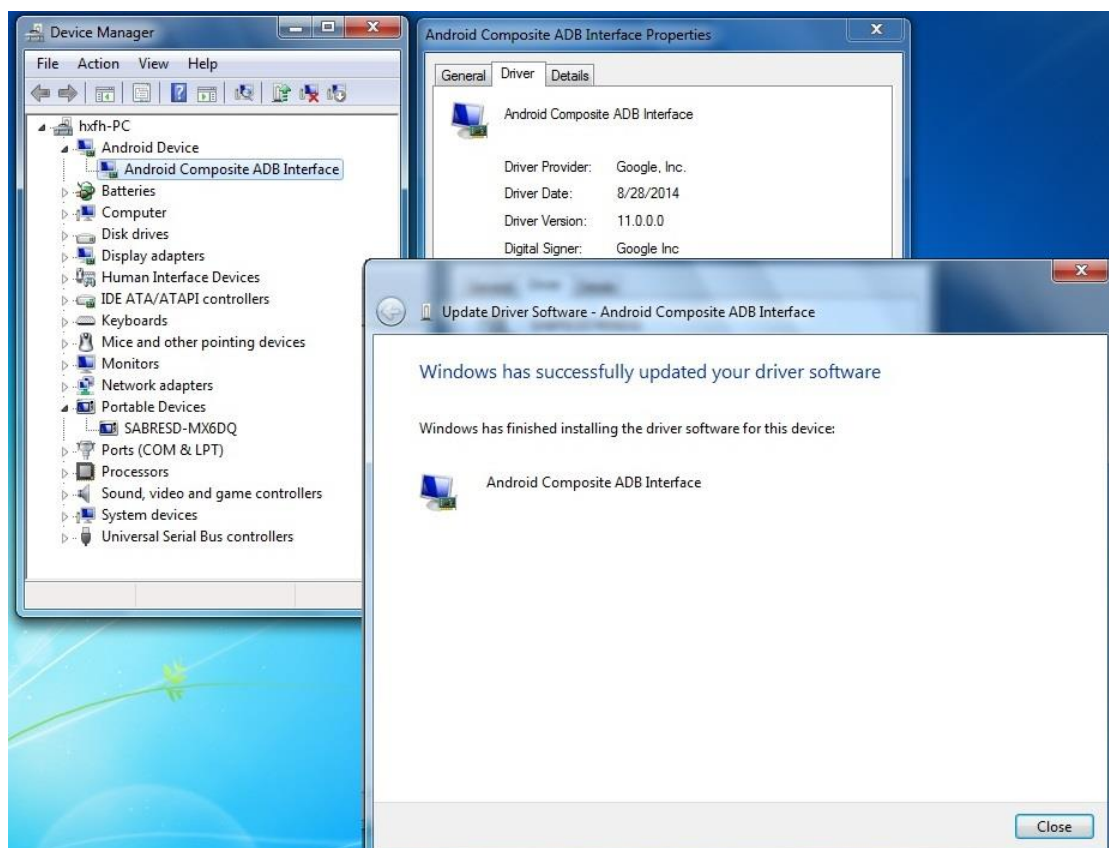 Device Manager
File Action View Help
hxfh-PC
Android Device
Android Composite ADB Interface
Batteries
Computer
Disk drives
Display adapters
Human Interface Devices
IDE ATA/ATAPI controllers
Keyboards
Mice and other pointing devices
Monitors
Network adapters
Portable Devices
SABRESD-MX6DQ
Ports (COM & LPT)
Processors
Sound, video and game controllers
System devices
Universal Serial Bus controllers
Android Composite ADB Interface Properties
General Driver Details
Android Composite ADB Interface
Driver Provider: Google, Inc.
Driver Date: 8/28/2014
Driver Version: 11.0.0.0
Digital Signer: Google Inc
Update Driver Software - Android Composite ADB Interface
Windows has successfully updated your driver software
Windows has finished installing the driver software for this device:
Android Composite ADB Interface
Close